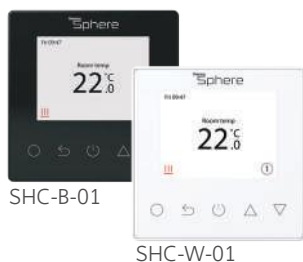 Sphere
Fri 09:47
Room temp
22.0°C
SHC-B-01
Sphere
Fri 09:47
Room temp
22.0°C
SHC-W-01